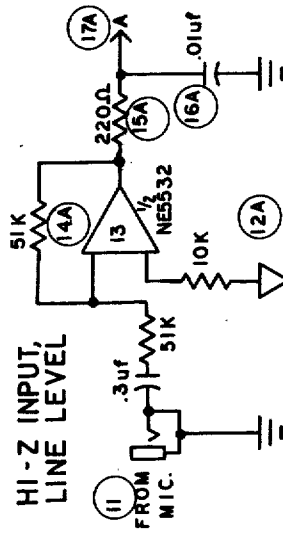 HI-Z INPUT,
LINE LEVEL
11
FROM
MIC.
.3uf
51K
51K
14A
13
1/2
NE5532
10K
12A
220Ω
15A
17A
A
16A
.01uf